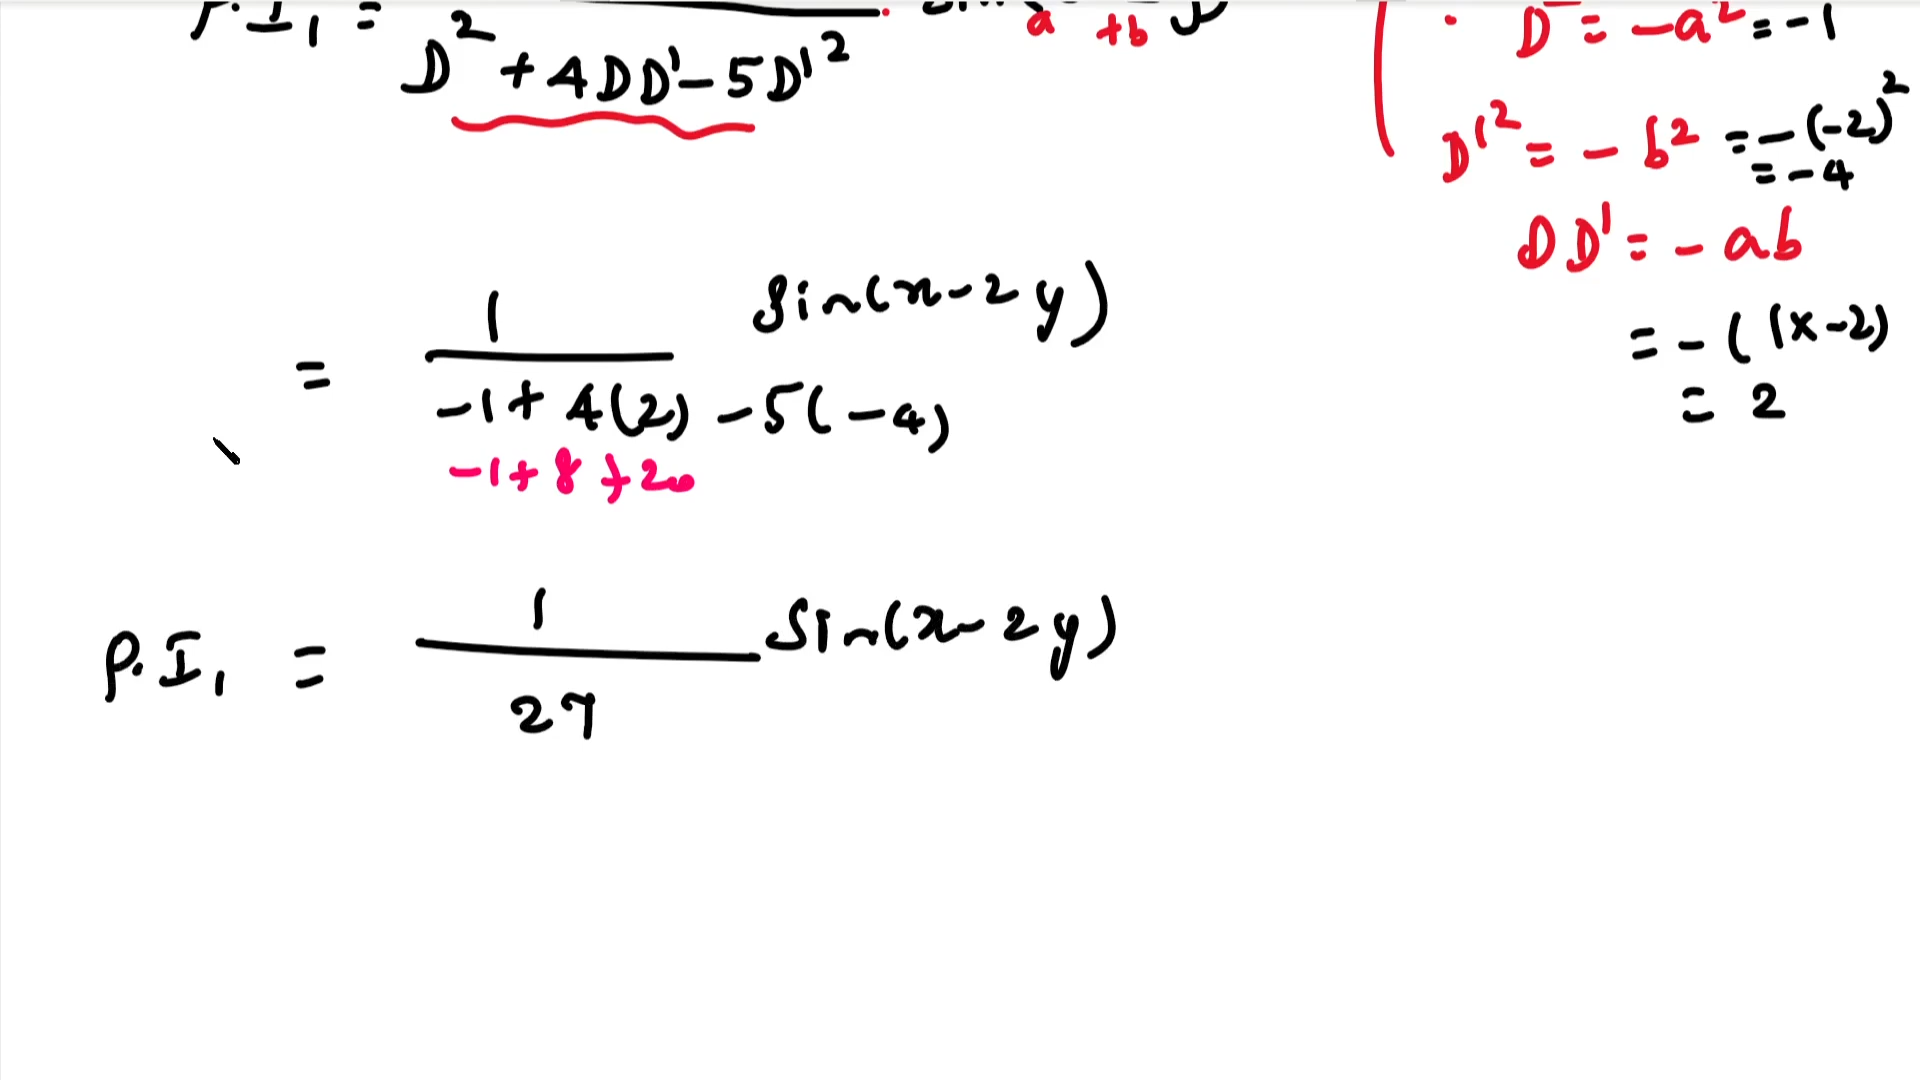 P.I₁ =
D² + 4DD' - 5D'²
a +b
= 1 / (-1 + 4(2) - 5(-4)) Sin(x-2y)
-1+8+20
P.I₁ = 1 / 27 Sin(x-2y)
D² = -a² = -1
D'² = -b² = -(-2)²
= -4
DD' = -ab
= -(1x-2)
= 2